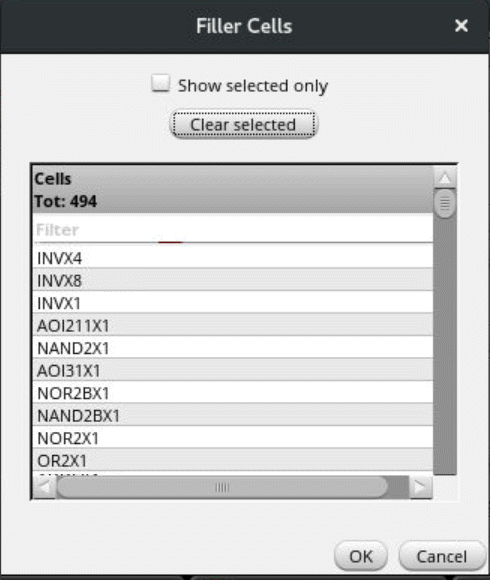 Filler Cells
Show selected only
Clear selected
Cells
Tot: 494
Filter
INVX4
INVX8
INVX1
AOI211X1
NAND2X1
AOI31X1
NOR2BX1
NAND2BX1
NOR2X1
OR2X1
OK
Cancel